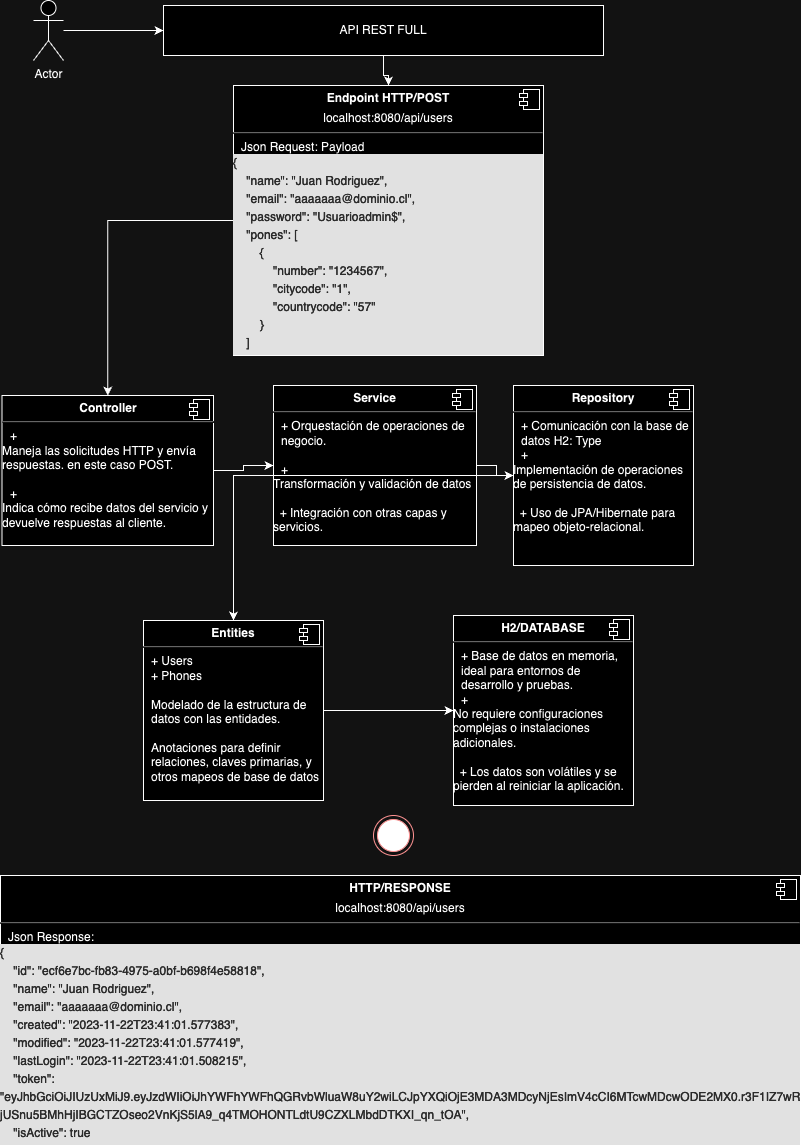 Actor
API REST FULL
Endpoint HTTP/POST
localhost:8080/api/users
Json Request: Payload
{
"name": "Juan Rodriguez",
"email": "aaaaaaa@dominio.cl",
"password": "Usuarioadmin$",
"pones": [
{
"number": "1234567",
"citycode": "1",
"countrycode": "57"
}
]
Controller
+
Maneja las solicitudes HTTP y envía
respuestas. en este caso POST.
+
Indica cómo recibe datos del servicio y
devuelve respuestas al cliente.
Service
+ Orquestación de operaciones de
negocio.
+
Transformación y validación de datos
+ Integración con otras capas y
servicios.
Repository
+ Comunicación con la base de
datos H2: Type
+
Implementación de operaciones
de persistencia de datos.
+ Uso de JPA/Hibernate para
mapeo objeto-relacional.
Entities
+ Users
+ Phones
Modelado de la estructura de
datos con las entidades.
Anotaciones para definir
relaciones, claves primarias, y
otros mapeos de base de datos
H2/DATABASE
+ Base de datos en memoria,
ideal para entornos de
desarrollo y pruebas.
+
No requiere configuraciones
complejas o instalaciones
adicionales.
+ Los datos son volátiles y se
pierden al reiniciar la aplicación.
HTTP/RESPONSE
localhost:8080/api/users
Json Response:
{
"id": "ecf6e7bc-fb83-4975-a0bf-b698f4e58818",
"name": "Juan Rodriguez",
"email": "aaaaaaa@dominio.cl",
"created": "2023-11-22T23:41:01.577383",
"modified": "2023-11-22T23:41:01.577419",
"lastLogin": "2023-11-22T23:41:01.508215",
"token":
"eyJhbGciOiJIUzUxMiJ9.eyJzdWIiOiJhYWFhYWFhQGRvbWluaW8uY2wiLCJpYXQiOjE3MDA3MDcyNjEsImV4cCI6MTcwMDcwODE2MX0.r3F1lZ7wR
jUSnu5BMhHjIBGCTZOseo2VnKjS5lA9_q4TMOHONTLdtU9CZXLMbdDTKXI_qn_tOA",
"isActive": true